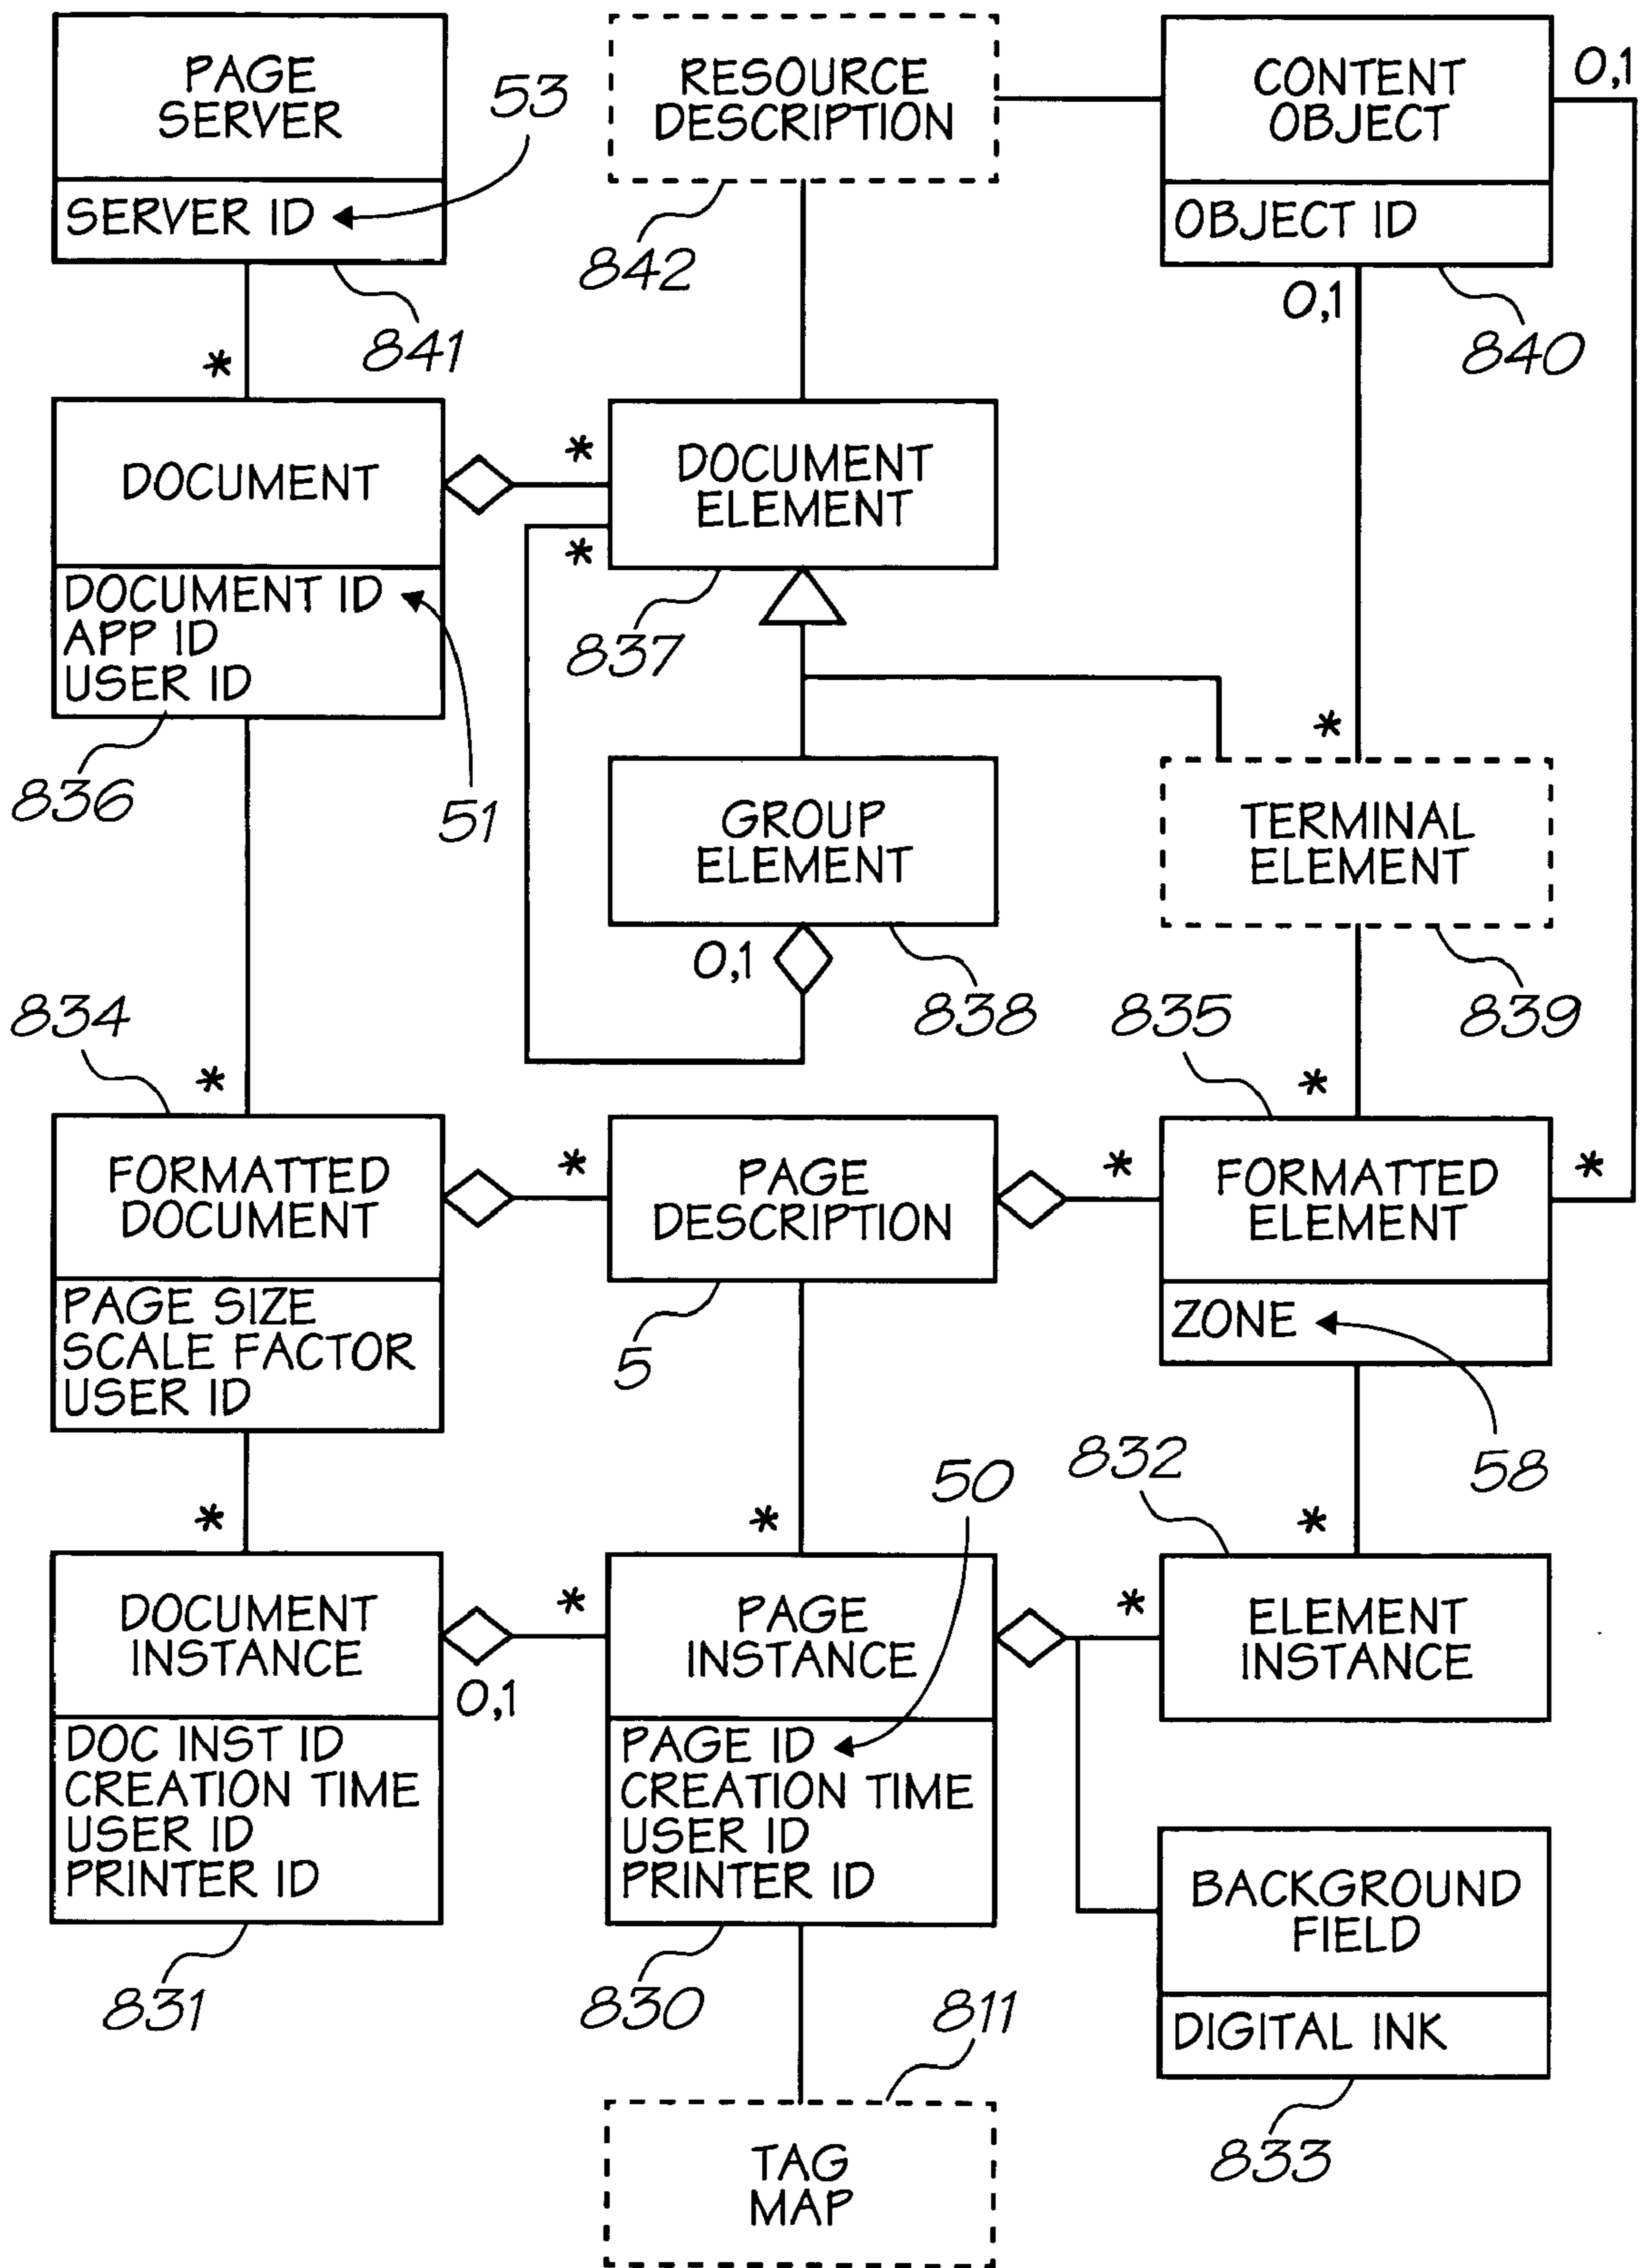 PAGE
SERVER
SERVER ID
53
841
RESOURCE
DESCRIPTION
842
CONTENT
OBJECT
OBJECT ID
0,1
0,1
840
*
DOCUMENT
DOCUMENT ID
APP ID
USER ID
836
51
*
*
DOCUMENT
ELEMENT
837
GROUP
ELEMENT
0,1
838
*
TERMINAL
ELEMENT
839
834
*
FORMATTED
DOCUMENT
PAGE SIZE
SCALE FACTOR
USER ID
*
PAGE
DESCRIPTION
5
835
*
*
FORMATTED
ELEMENT
*
ZONE
58
*
DOCUMENT
INSTANCE
0,1
DOC INST ID
CREATION TIME
USER ID
PRINTER ID
831
*
*
50
PAGE
INSTANCE
PAGE ID
CREATION TIME
USER ID
PRINTER ID
830
832
*
*
ELEMENT
INSTANCE
BACKGROUND
FIELD
DIGITAL INK
833
811
TAG
MAP